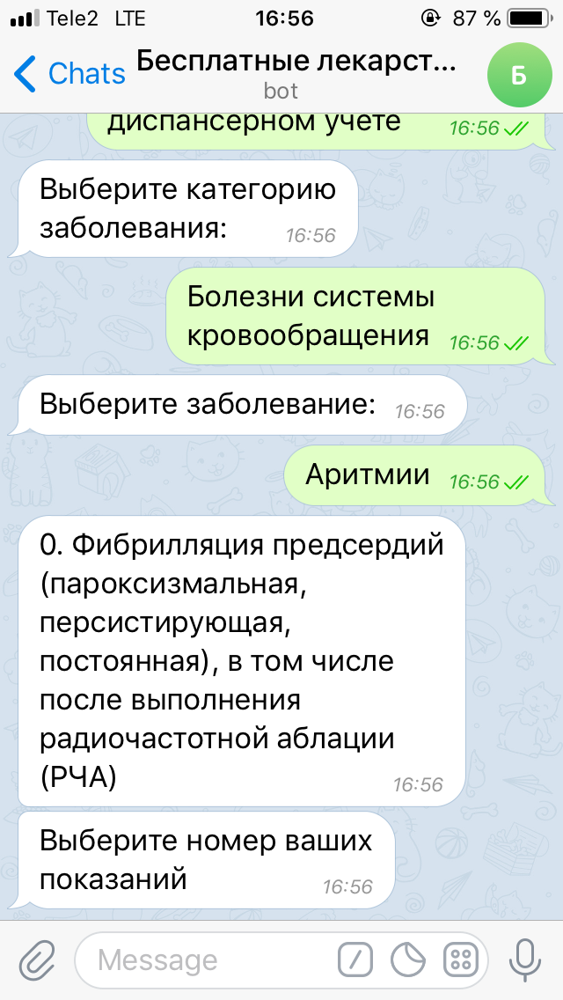 Tele2 LTE 16:56 87 %
Chats Бесплатные лекарст...
bot
Б
диспансерном учете 16:56
Выберите категорию
заболевания: 16:56
Болезни системы
кровообращения 16:56
Выберите заболевание: 16:56
Аритмии 16:56
0. Фибрилляция предсердий
(пароксизмальная,
персистирующая,
постоянная), в том числе
после выполнения
радиочастотной аблации
(РЧА) 16:56
Выберите номер ваших
показаний 16:56
Message